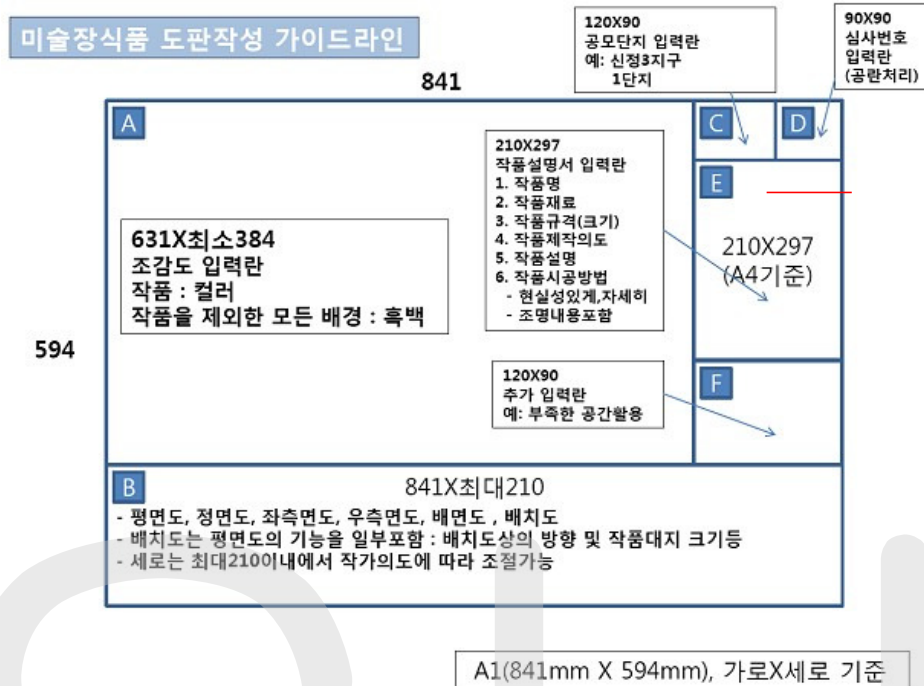 미술장식품 도판작성 가이드라인
120X90
공모단지 입력란
예: 신정3지구
1단지
90X90
심사번호
입력란
(공란처리)
841
A
C
D
210X297
작품설명서 입력란
1. 작품명
2. 작품재료
3. 작품규격(크기)
4. 작품제작의도
5. 작품설명
6. 작품시공방법
- 현실성있게,자세히
- 조명내용포함
E
210X297
(A4기준)
631X최소384
조감도 입력란
작품 : 컬러
작품을 제외한 모든 배경 : 흑백
594
120X90
추가 입력란
예: 부족한 공간활용
F
B
841X최대210
- 평면도, 정면도, 좌측면도, 우측면도, 배면도 , 배치도
- 배치도는 평면도의 기능을 일부포함 : 배치도상의 방향 및 작품대지 크기등
- 세로는 최대210이내에서 작가의도에 따라 조절가능
A1(841mm X 594mm), 가로X세로 기준